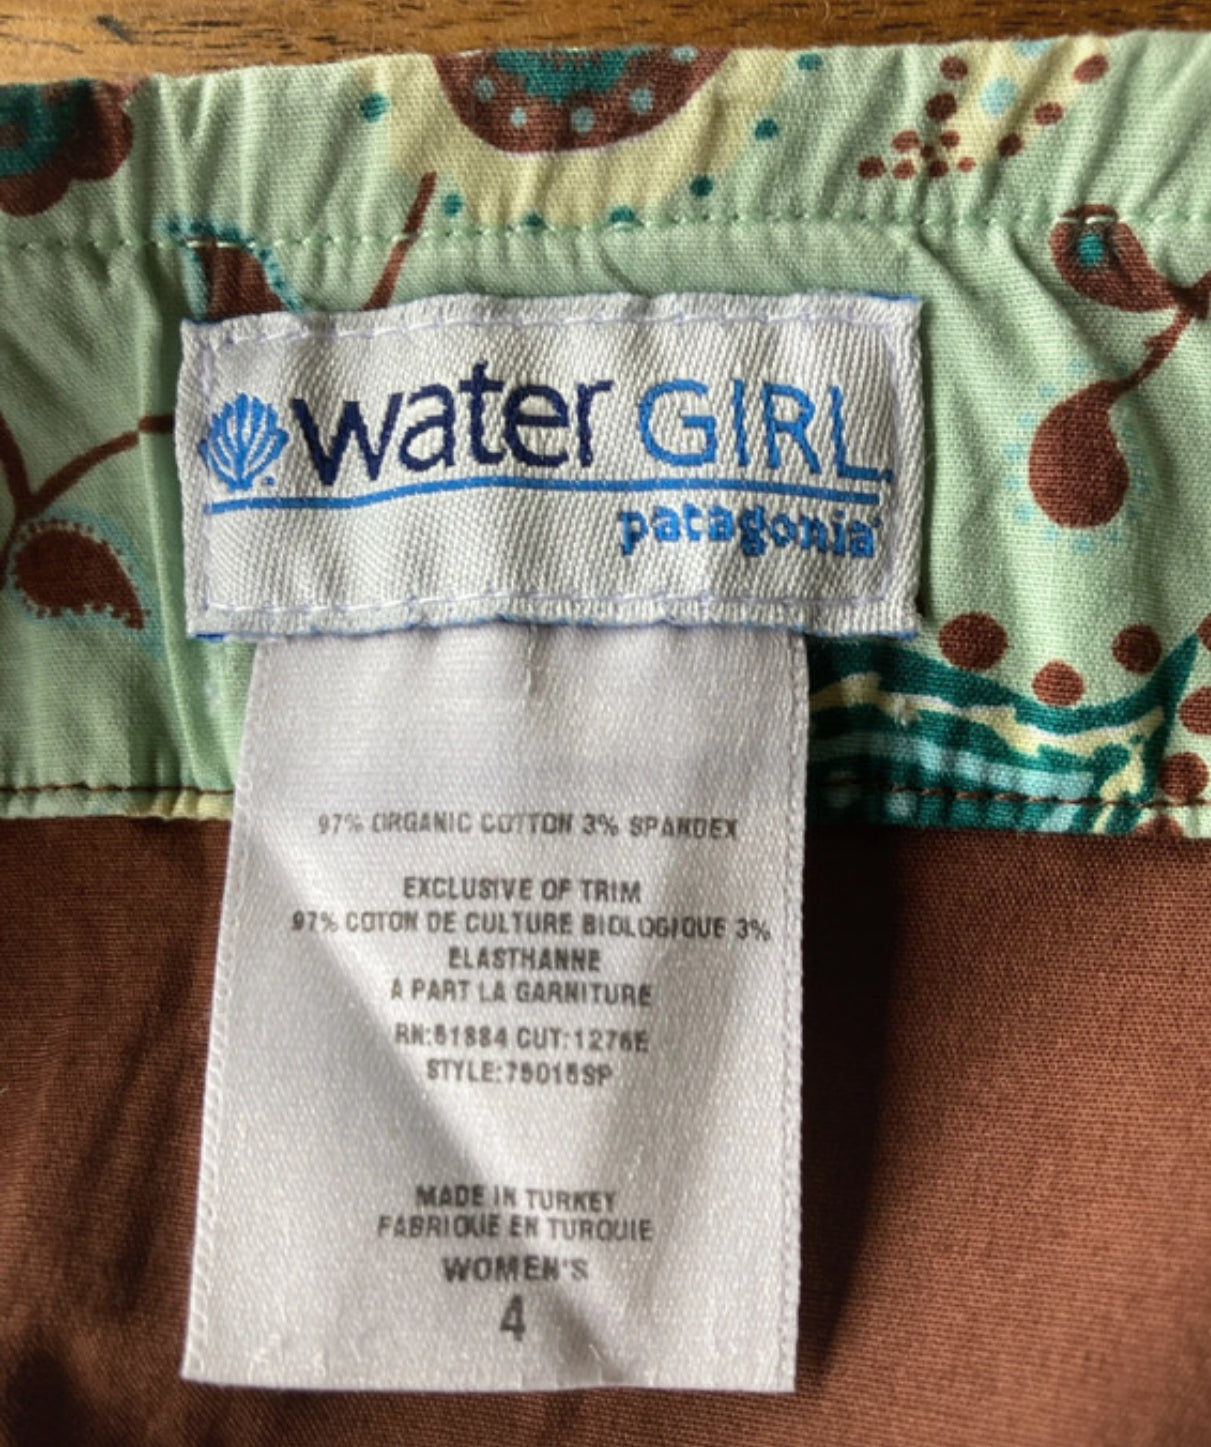 water GIRL
patagonia
97% ORGANIC COTTON 3% SPANDEX
EXCLUSIVE OF TRIM
97% COTON DE CULTURE BIOLOGIQUE 3%
ELASTHANNE
A PART LA GARNITURE
RN:51884 CUT:1276E
STYLE:75015SP
MADE IN TURKEY
FABRIQUE EN TURQUIE
WOMEN'S
4